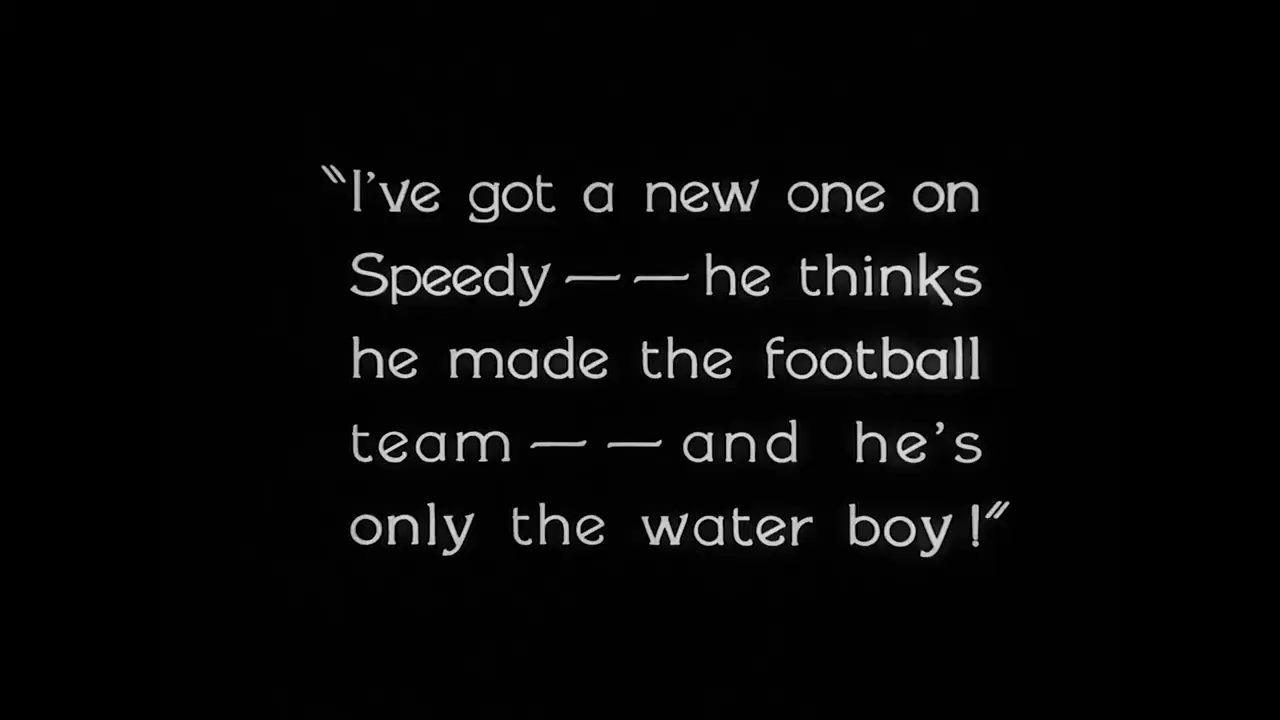 "I've got a new one on
Speedy — — he thinks
he made the football
team — — and he's
only the water boy!"